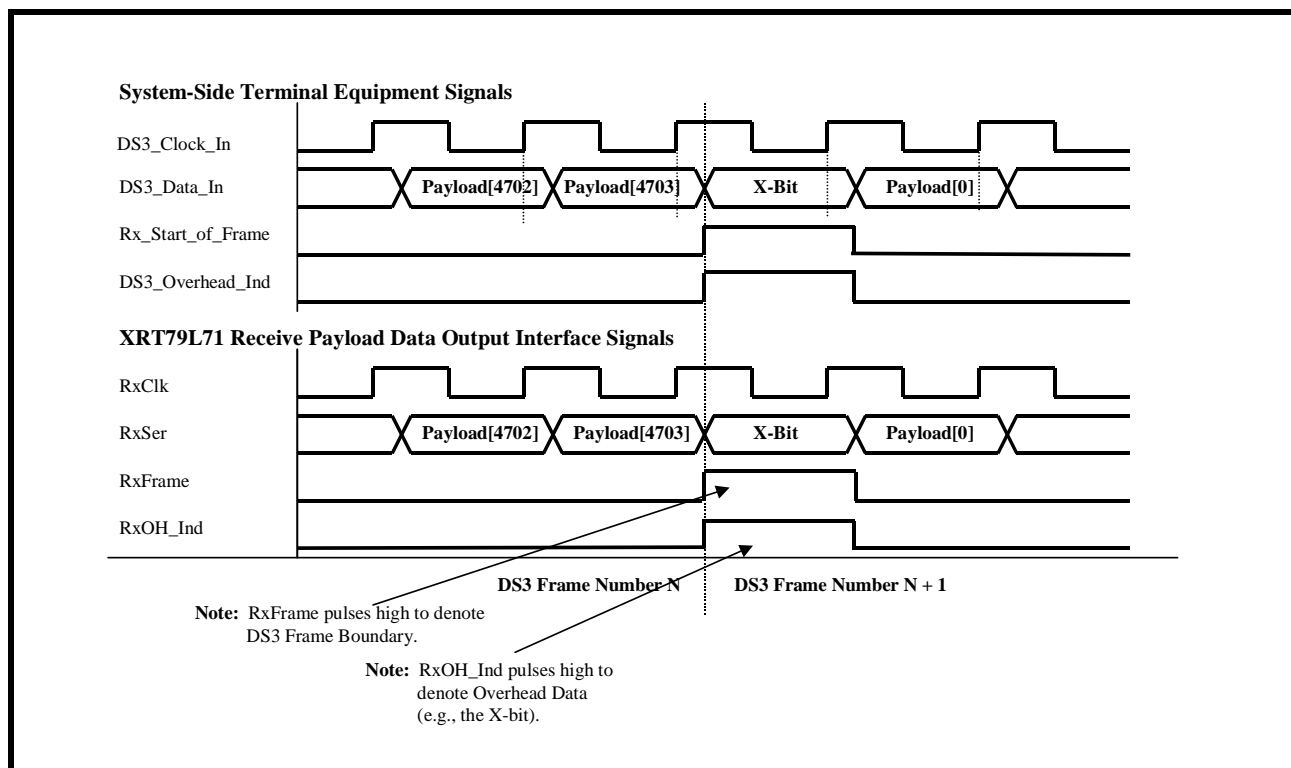 System-Side Terminal Equipment Signals
DS3_Clock_In
DS3_Data_In Payload[4702] Payload[4703] X-Bit Payload[0]
Rx_Start_of_Frame
DS3_Overhead_Ind
XRT79L71 Receive Payload Data Output Interface Signals
RxClk
RxSer Payload[4702] Payload[4703] X-Bit Payload[0]
RxFrame
RxOH_Ind
DS3 Frame Number N DS3 Frame Number N + 1
Note: RxFrame pulses high to denote
DS3 Frame Boundary.
Note: RxOH_Ind pulses high to
denote Overhead Data
(e.g., the X-bit).